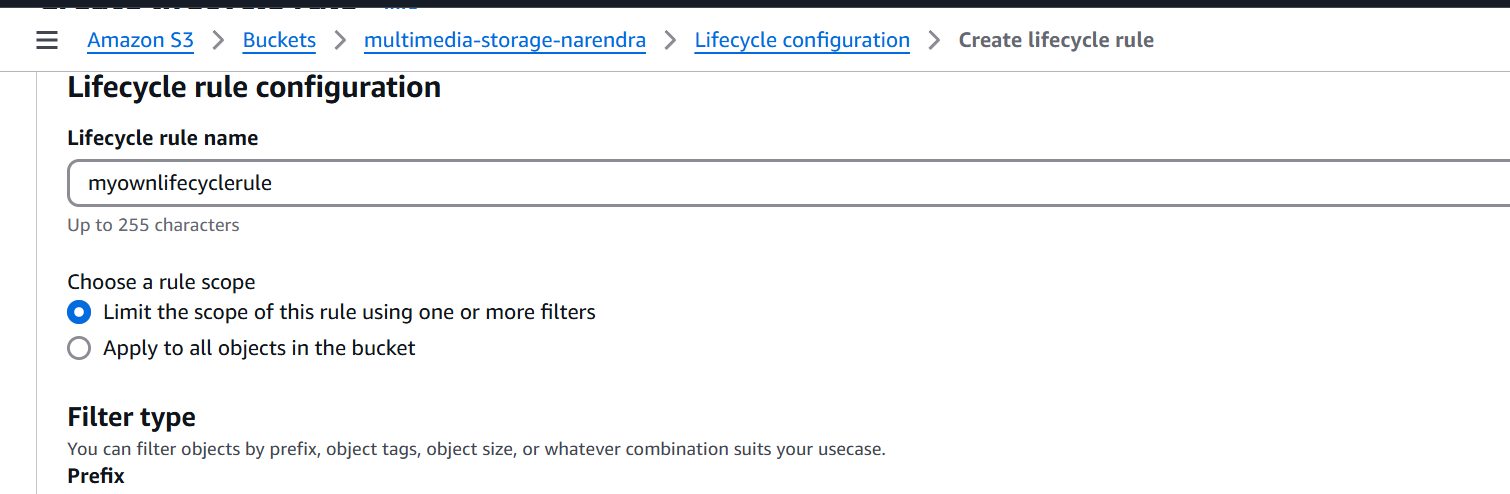 Amazon S3 > Buckets > multimedia-storage-narendra > Lifecycle configuration > Create lifecycle rule
Lifecycle rule configuration
Lifecycle rule name
myownlifecyclerule
Up to 255 characters
Choose a rule scope
Limit the scope of this rule using one or more filters
Apply to all objects in the bucket
Filter type
You can filter objects by prefix, object tags, object size, or whatever combination suits your usecase.
Prefix